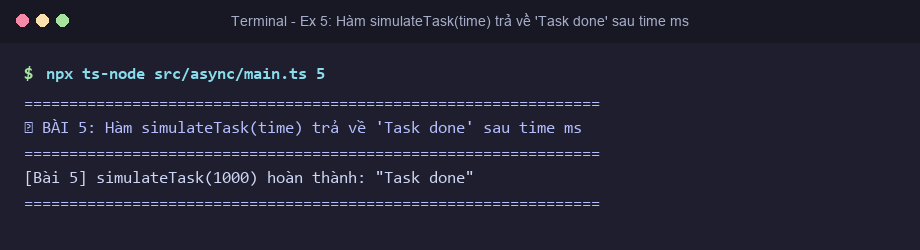 Terminal - Ex 5: Hàm simulateTask(time) trả về 'Task done' sau time ms
$ npx ts-node src/async/main.ts 5
================================================================
BÀI 5: Hàm simulateTask(time) trả về 'Task done' sau time ms
================================================================
[Bài 5] simulateTask(1000) hoàn thành: "Task done"
================================================================